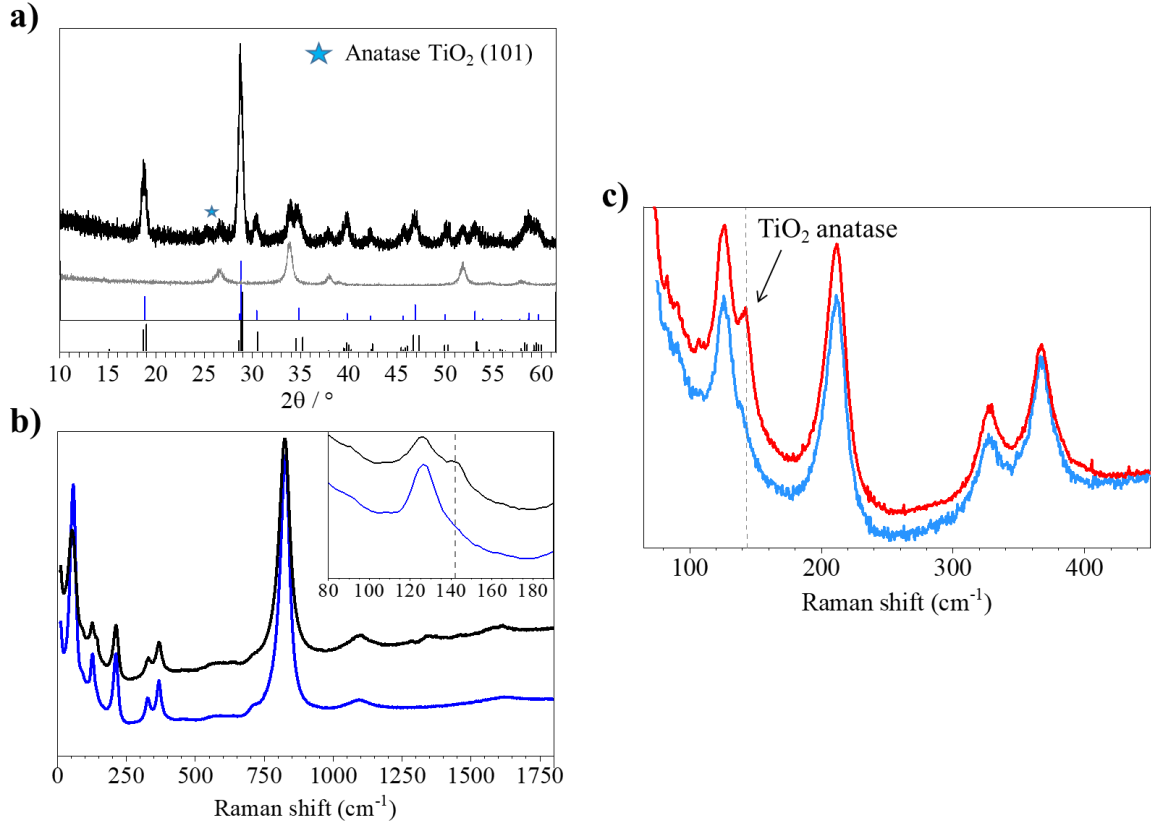 a)
Anatase TiO₂ (101)
10 15 20 25 30 35 40 45 50 55 60
2θ / °
b)
80 100 120 140 160 180
0 250 500 750 1000 1250 1500 1750
Raman shift (cm⁻¹)
c)
TiO₂ anatase
100 200 300 400
Raman shift (cm⁻¹)